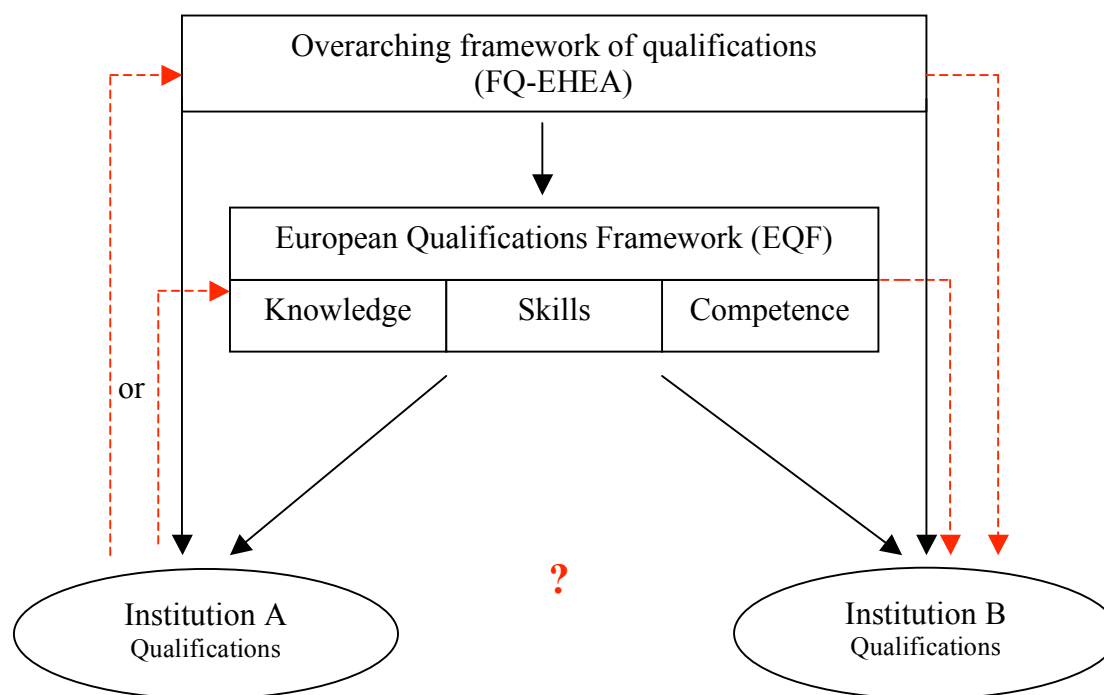 Overarching framework of qualifications
(FQ-EHEA)
European Qualifications Framework (EQF)
Knowledge
Skills
Competence
or
?
Institution A
Qualifications
Institution B
Qualifications